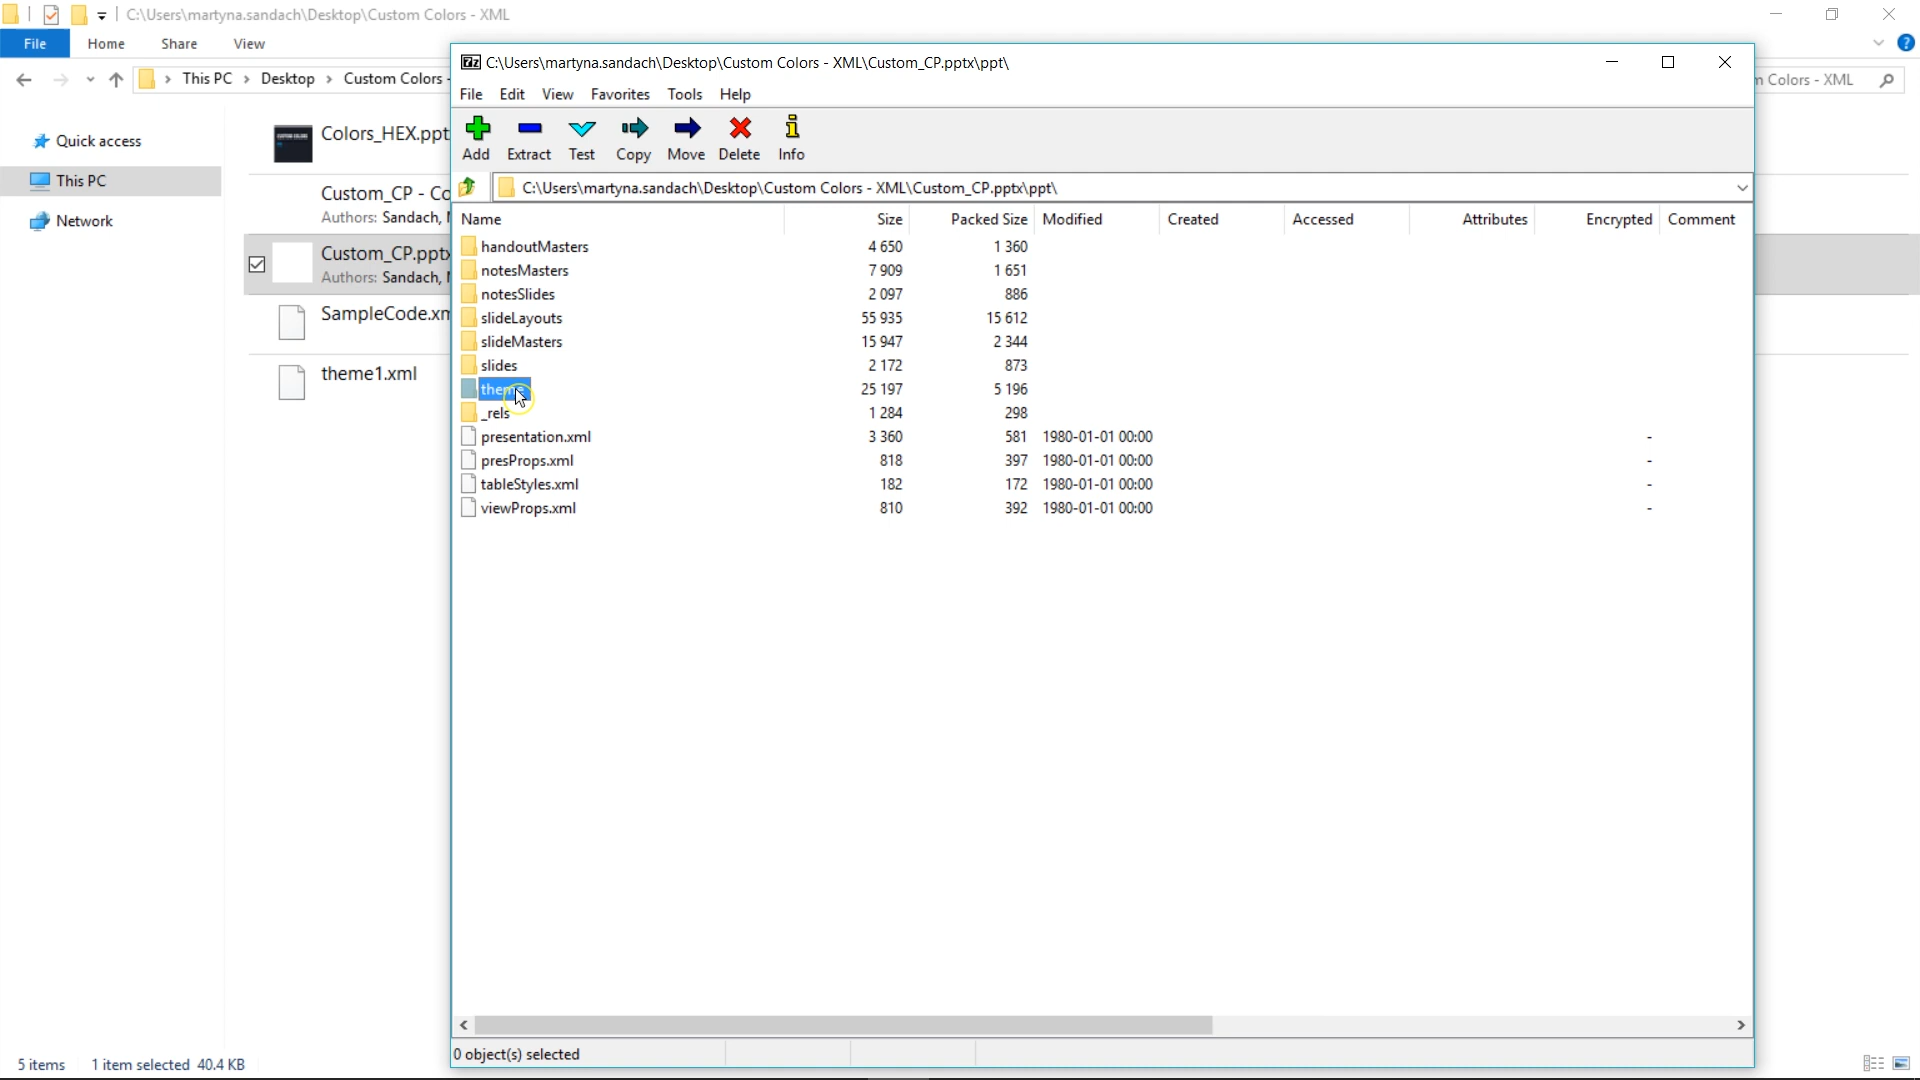 C:\Users\martyna.sandach\Desktop\Custom Colors - XML
File Home Share View
This PC Desktop Custom Colors -
n Colors - XML
Quick access
This PC
Network
Colors_HEX.ppt
Custom_CP - Co
Authors: Sandach,
Custom_CP.pptx
Authors: Sandach,
SampleCode.xm
theme1.xml
5 items 1 item selected 40.4 KB
7z C:\Users\martyna.sandach\Desktop\Custom Colors - XML\Custom_CP.pptx\ppt\
File Edit View Favorites Tools Help
Add Extract Test Copy Move Delete Info
C:\Users\martyna.sandach\Desktop\Custom Colors - XML\Custom_CP.pptx\ppt\
Name Size Packed Size Modified Created Accessed Attributes Encrypted Comment
handoutMasters 4 650 1 360
notesMasters 7 909 1 651
notesSlides 2 097 886
slideLayouts 55 935 15 612
slideMasters 15 947 2 344
slides 2 172 873
theme 25 197 5 196
_rels 1 284 298
presentation.xml 3 360 581 1980-01-01 00:00 -
presProps.xml 818 397 1980-01-01 00:00 -
tableStyles.xml 182 172 1980-01-01 00:00 -
viewProps.xml 810 392 1980-01-01 00:00 -
0 object(s) selected